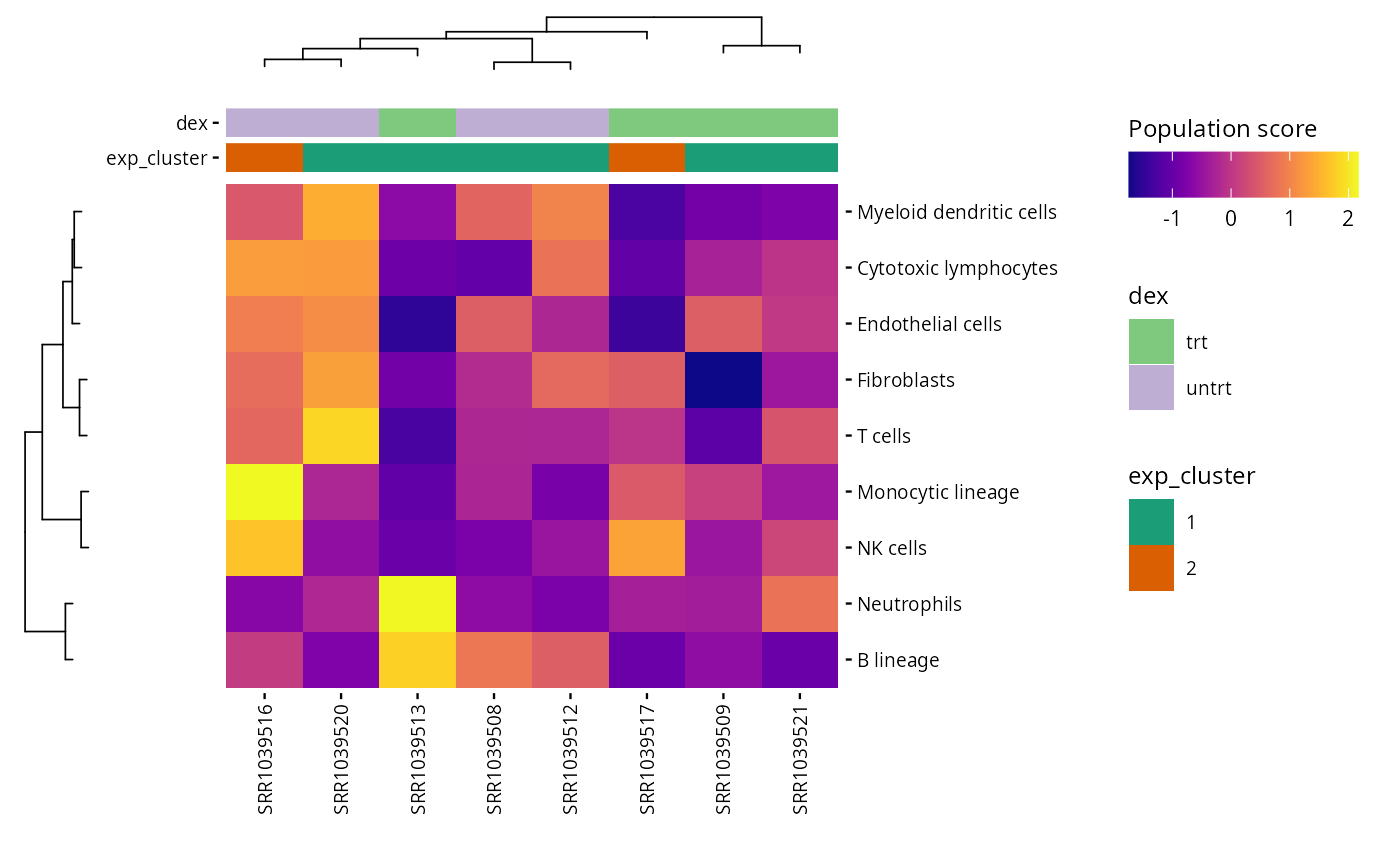 dex
exp_cluster
Myeloid dendritic cells
Cytotoxic lymphocytes
Endothelial cells
Fibroblasts
T cells
Monocytic lineage
NK cells
Neutrophils
B lineage
SRR1039516
SRR1039520
SRR1039513
SRR1039508
SRR1039512
SRR1039517
SRR1039509
SRR1039521
Population score
-1 0 1 2
dex
trt
untrt
exp_cluster
1
2